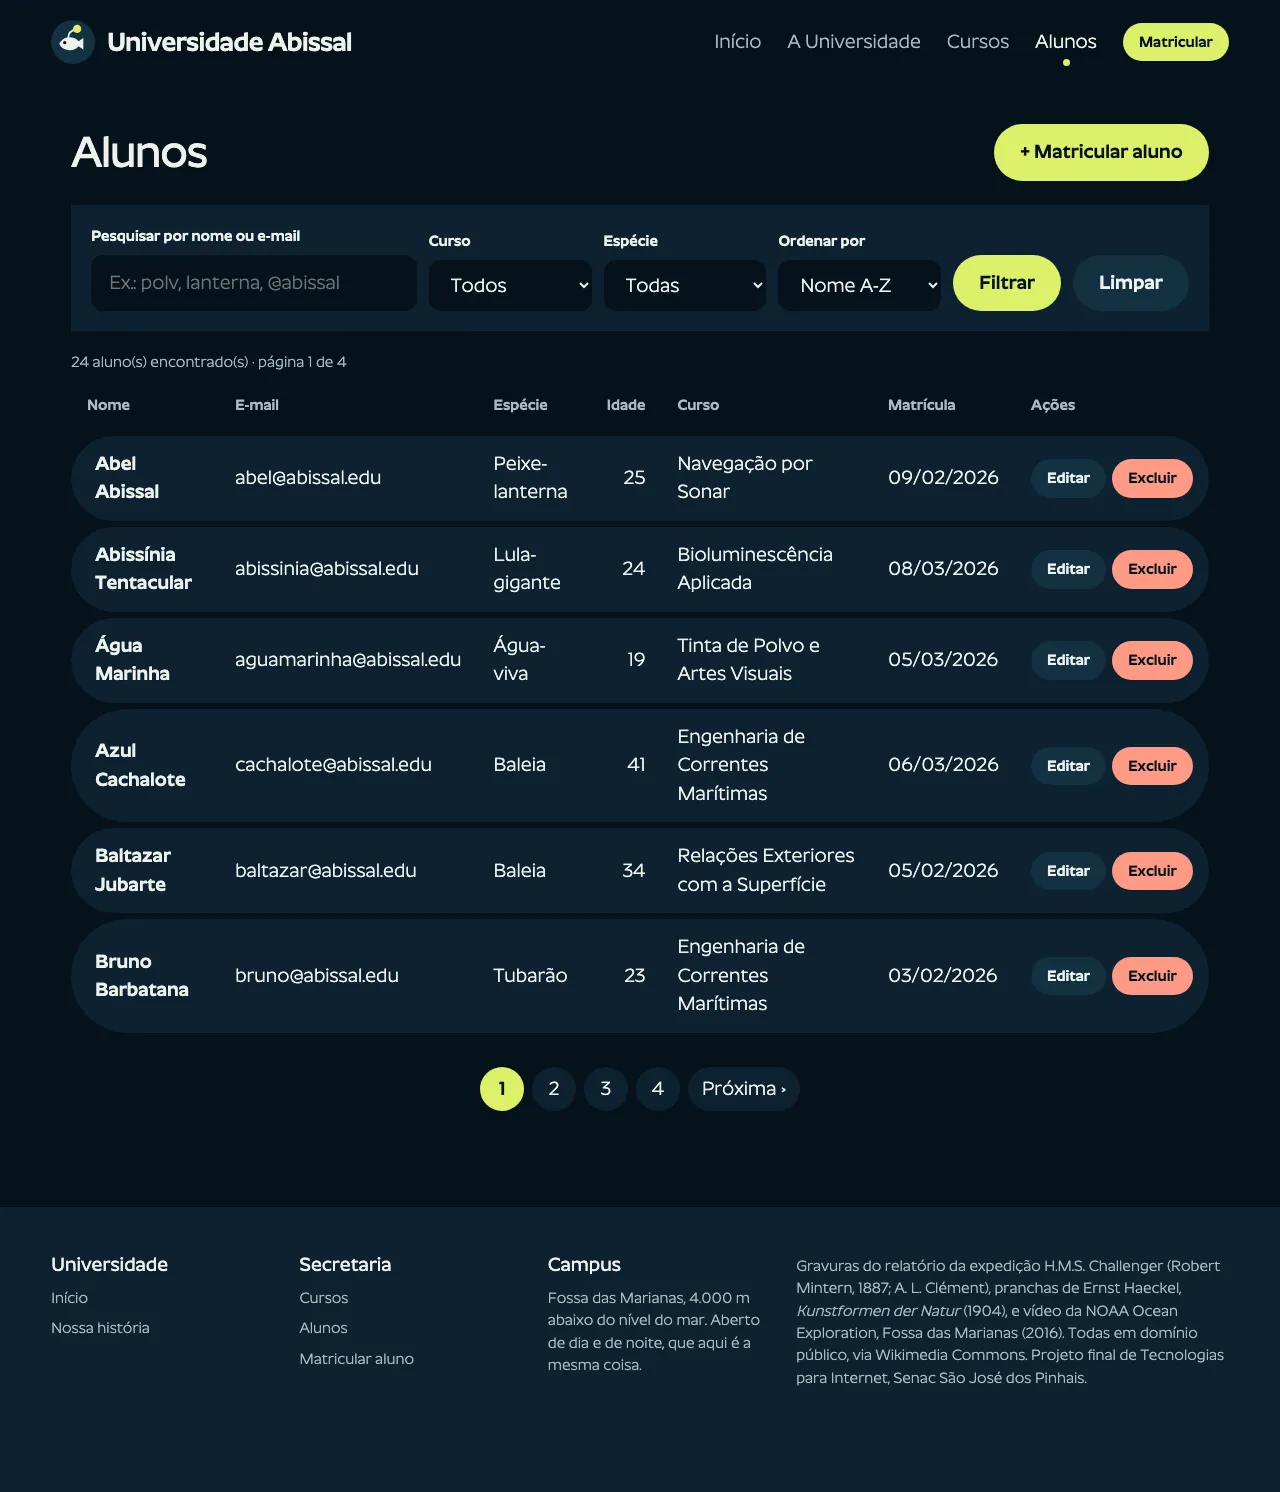 Universidade Abissal
Início
A Universidade
Cursos
Alunos
Matricular
Alunos
+ Matricular aluno
Pesquisar por nome ou e-mail
Curso
Espécie
Ordenar por
Ex.: polv, lanterna, @abissal
Todos
Todas
Nome A-Z
Filtrar
Limpar
24 aluno(s) encontrado(s) · página 1 de 4
Nome
E-mail
Espécie
Idade
Curso
Matrícula
Ações
Abel
Abissal
abel@abissal.edu
Peixe-
lanterna
25
Navegação por
Sonar
09/02/2026
Editar
Excluir
Abissínia
Tentacular
abissinia@abissal.edu
Lula-
gigante
24
Bioluminescência
Aplicada
08/03/2026
Editar
Excluir
Água
Marinha
aguamarinha@abissal.edu
Água-
viva
19
Tinta de Polvo e
Artes Visuais
05/03/2026
Editar
Excluir
Azul
Cachalote
cachalote@abissal.edu
Baleia
41
Engenharia de
Correntes
Marítimas
06/03/2026
Editar
Excluir
Baltazar
Jubarte
baltazar@abissal.edu
Baleia
34
Relações Exteriores
com a Superfície
05/02/2026
Editar
Excluir
Bruno
Barbatana
bruno@abissal.edu
Tubarão
23
Engenharia de
Correntes
Marítimas
03/02/2026
Editar
Excluir
1
2
3
4
Próxima ›
Universidade
Início
Nossa história
Secretaria
Cursos
Alunos
Matricular aluno
Campus
Fossa das Marianas, 4.000 m
abaixo do nível do mar. Aberto
de dia e de noite, que aqui é a
mesma coisa.
Gravuras do relatório da expedição H.M.S. Challenger (Robert
Mintern, 1887; A. L. Clément), pranchas de Ernst Haeckel,
Kunstformen der Natur (1904), e vídeo da NOAA Ocean
Exploration, Fossa das Marianas (2016). Todas em domínio
público, via Wikimedia Commons. Projeto final de Tecnologias
para Internet, Senac São José dos Pinhais.